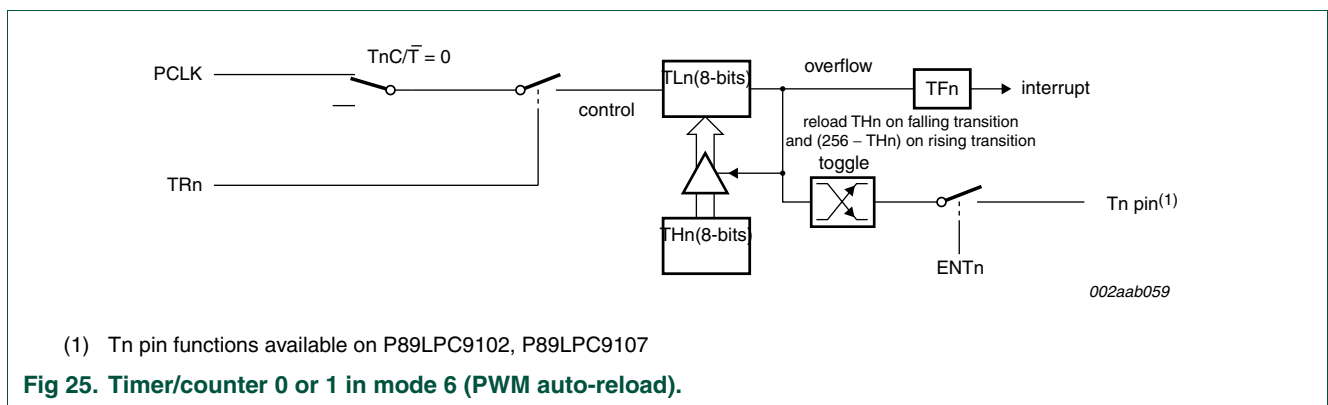 TnC/T̅ = 0
PCLK
TLn(8-bits)
overflow
TFn
interrupt
control
reload THn on falling transition
and (256 − THn) on rising transition
toggle
TRn
Tn pin(1)
THn(8-bits)
ENTn
002aab059
(1) Tn pin functions available on P89LPC9102, P89LPC9107
Fig 25. Timer/counter 0 or 1 in mode 6 (PWM auto-reload).